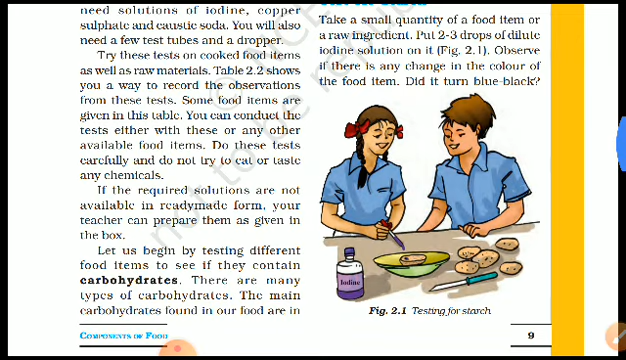 need solutions of iodine, copper
sulphate and caustic soda. You will also
need a few test tubes and a dropper.
Try these tests on cooked food items
as well as raw materials. Table 2.2 shows
you a way to record the observations
from these tests. Some food items are
given in this table. You can conduct the
tests either with these or any other
available food items. Do these tests
carefully and do not try to eat or taste
any chemicals.
If the required solutions are not
available in readymade form, your
teacher can prepare them as given in
the box.
Let us begin by testing different
food items to see if they contain
carbohydrates. There are many
types of carbohydrates. The main
carbohydrates found in our food are in
COMPONENTS OF FOOD
Take a small quantity of a food item or
a raw ingredient. Put 2-3 drops of dilute
iodine solution on it (Fig. 2.1). Observe
if there is any change in the colour of
the food item. Did it turn blue-black?
Iodine
Fig. 2.1 Testing for starch
9
not to be